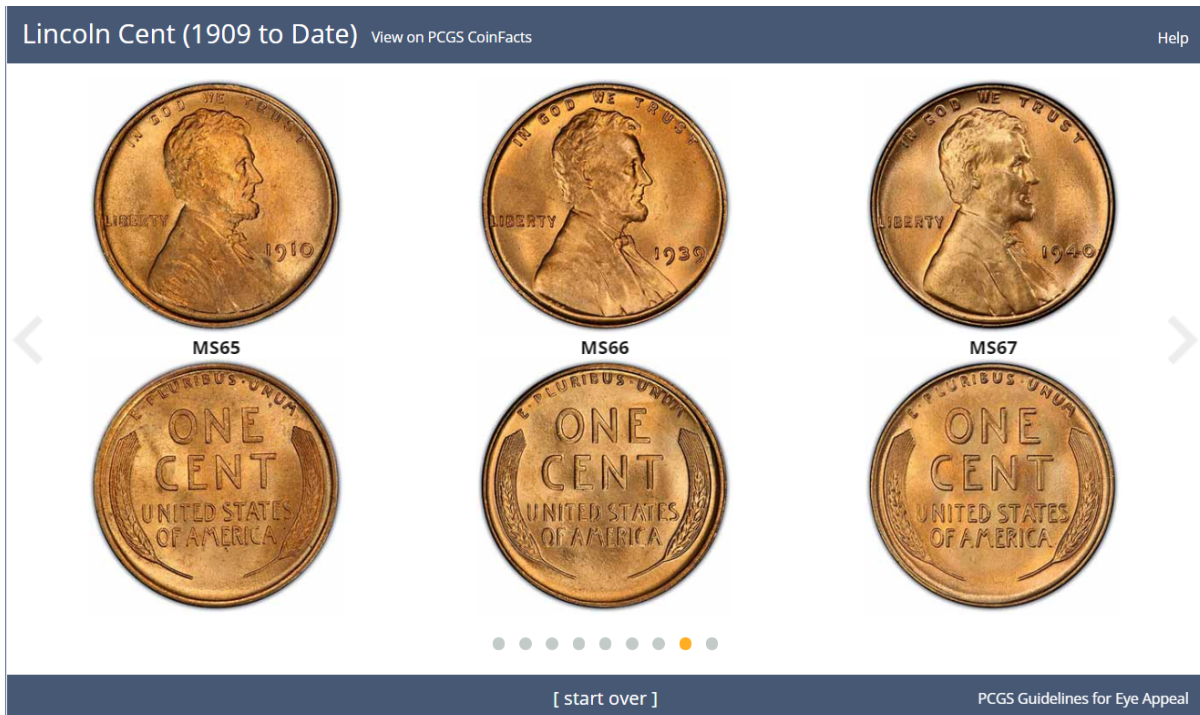 Lincoln Cent (1909 to Date) View on PCGS CoinFacts
Help
IN GOD WE TRUST
LIBERTY
1910
IN GOD WE TRUST
LIBERTY
1939
IN GOD WE TRUST
LIBERTY
1940
MS65
MS66
MS67
E·PLURIBUS·UNUM
ONE
CENT
UNITED STATES
OF AMERICA
E·PLURIBUS·UNUM
ONE
CENT
UNITED STATES
OF AMERICA
E·PLURIBUS·UNUM
ONE
CENT
UNITED STATES
OF AMERICA
[ start over ]
PCGS Guidelines for Eye Appeal